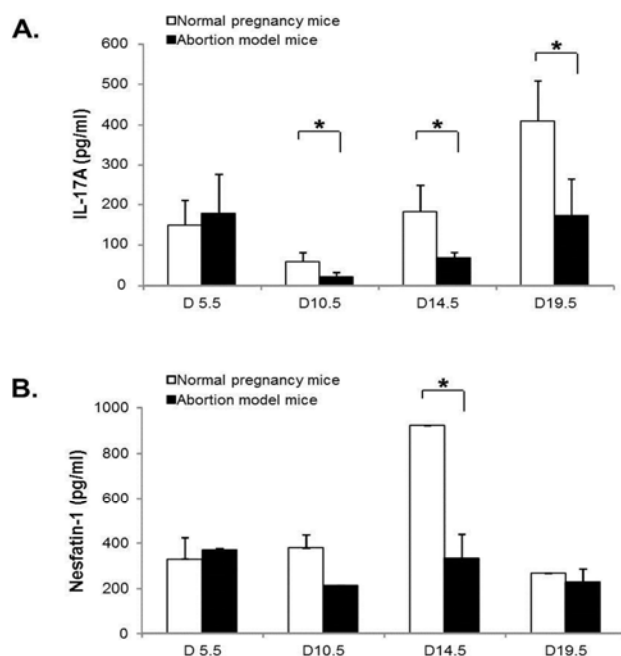 A.
Normal pregnancy mice
Abortion model mice
IL-17A (pg/ml)
600
500
400
300
200
100
0
*
*
*
D 5.5 D10.5 D14.5 D19.5
B.
Normal pregnancy mice
Abortion model mice
Nesfatin-1 (pg/ml)
1000
800
600
400
200
0
*
D 5.5 D10.5 D14.5 D19.5